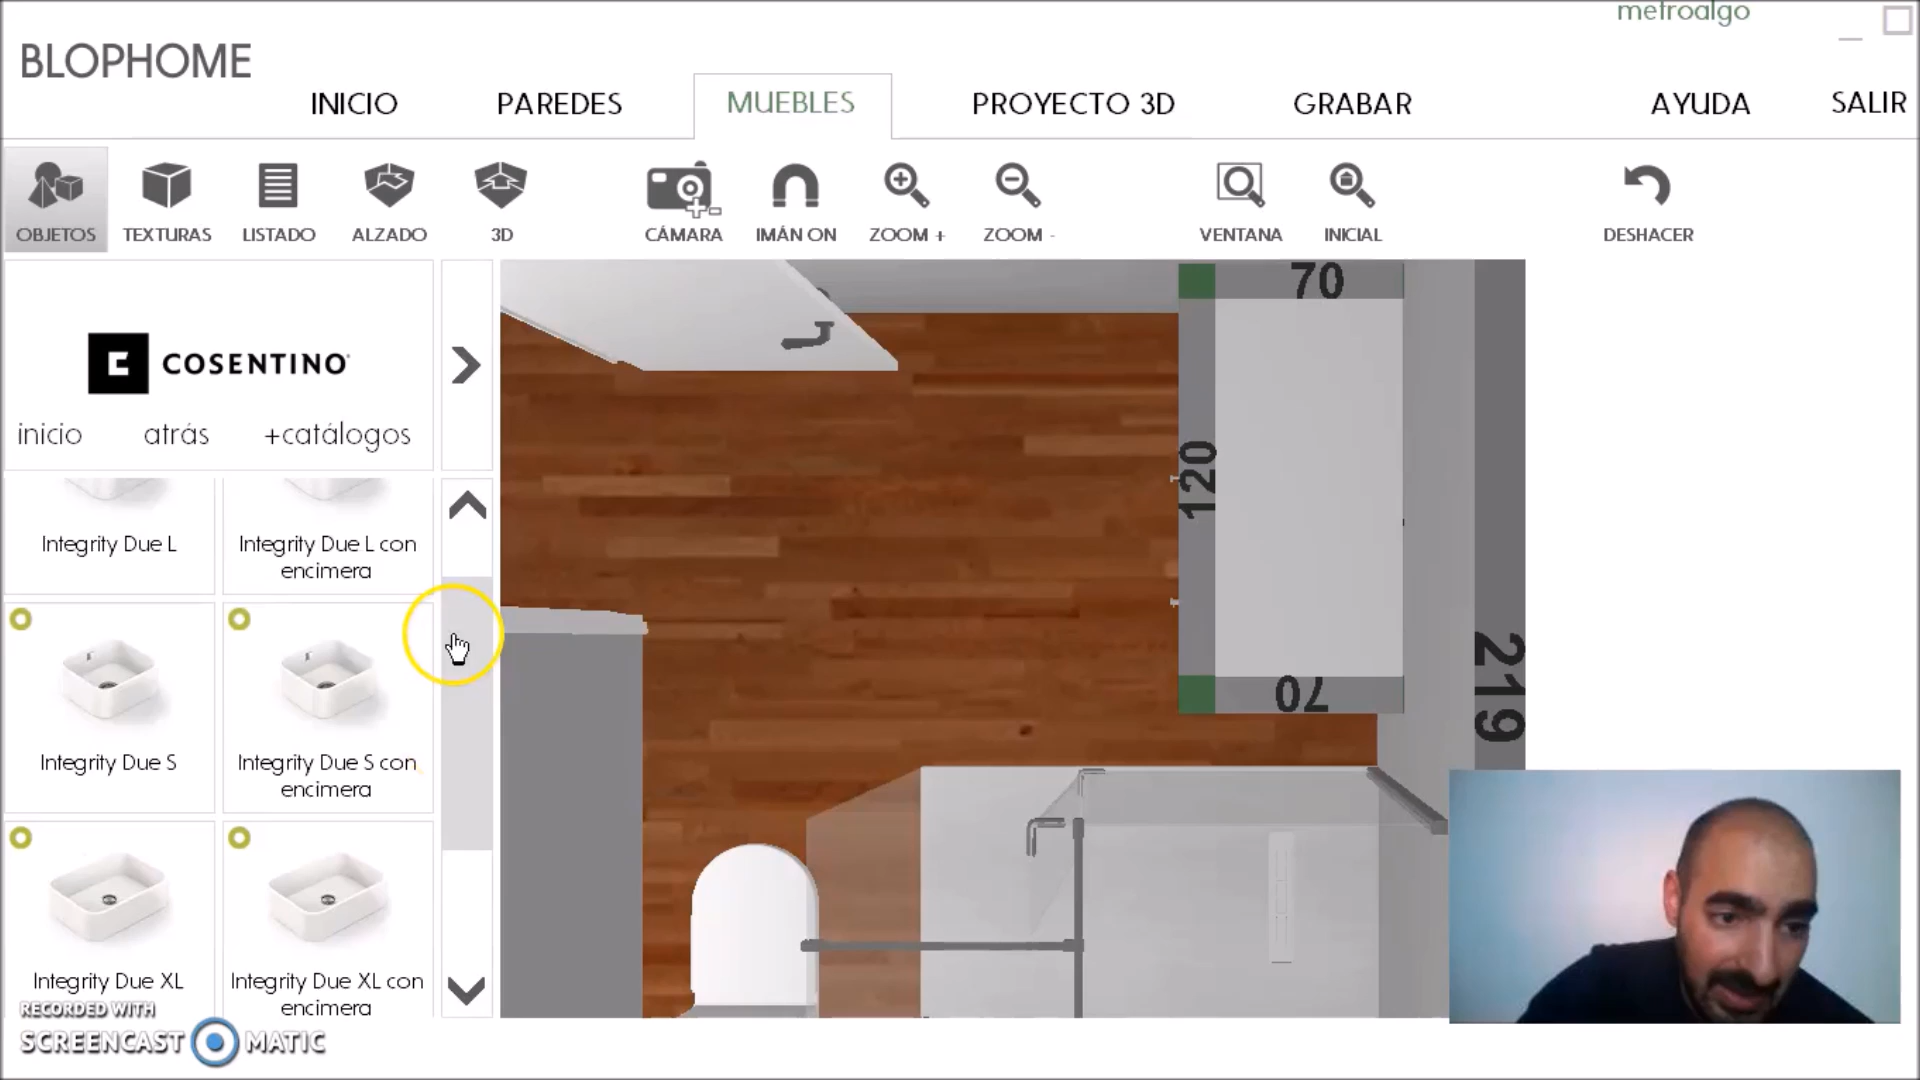 metroalgo
BLOPHOME
INICIO
PAREDES
MUEBLES
PROYECTO 3D
GRABAR
AYUDA
SALIR
OBJETOS
TEXTURAS
LISTADO
ALZADO
3D
CÁMARA
IMÁN ON
ZOOM +
ZOOM -
VENTANA
INICIAL
DESHACER
COSENTINO
inicio
atrás
+catálogos
Integrity Due L
Integrity Due L con
encimera
Integrity Due S
Integrity Due S con
encimera
Integrity Due XL
Integrity Due XL con
encimera
70
120
70
219
RECORDED WITH
SCREENCAST MATIC